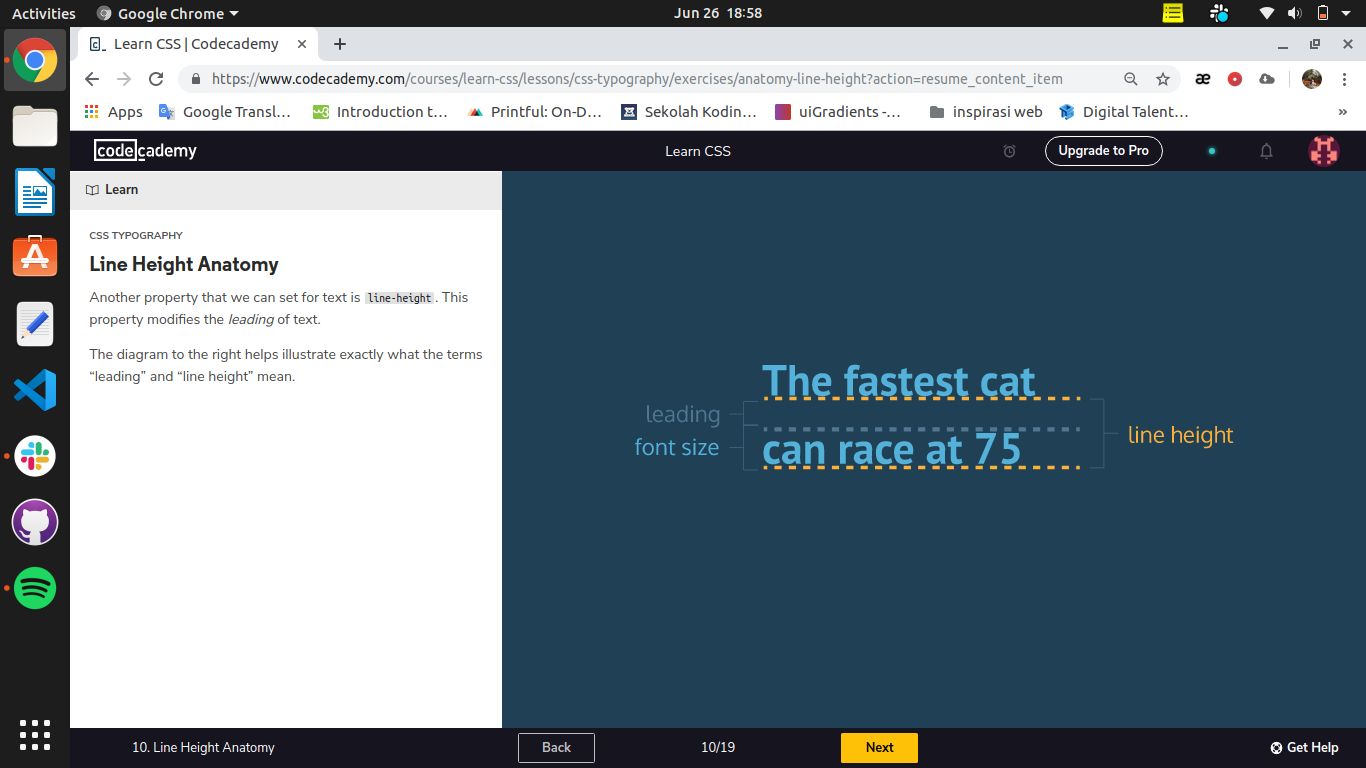 Activities Google Chrome Jun 26 18:58
Learn CSS | Codecademy
https://www.codecademy.com/courses/learn-css/lessons/css-typography/exercises/anatomy-line-height?action=resume_content_item
Apps Google Transl... Introduction t... Printful: On-D... Sekolah Kodin... uiGradients -... inspirasi web Digital Talent... »
codecademy Learn CSS Upgrade to Pro
Learn
CSS TYPOGRAPHY
Line Height Anatomy
Another property that we can set for text is line-height. This
property modifies the leading of text.
The diagram to the right helps illustrate exactly what the terms
“leading” and “line height” mean.
The fastest cat
leading
font size
can race at 75
line height
10. Line Height Anatomy Back 10/19 Next Get Help